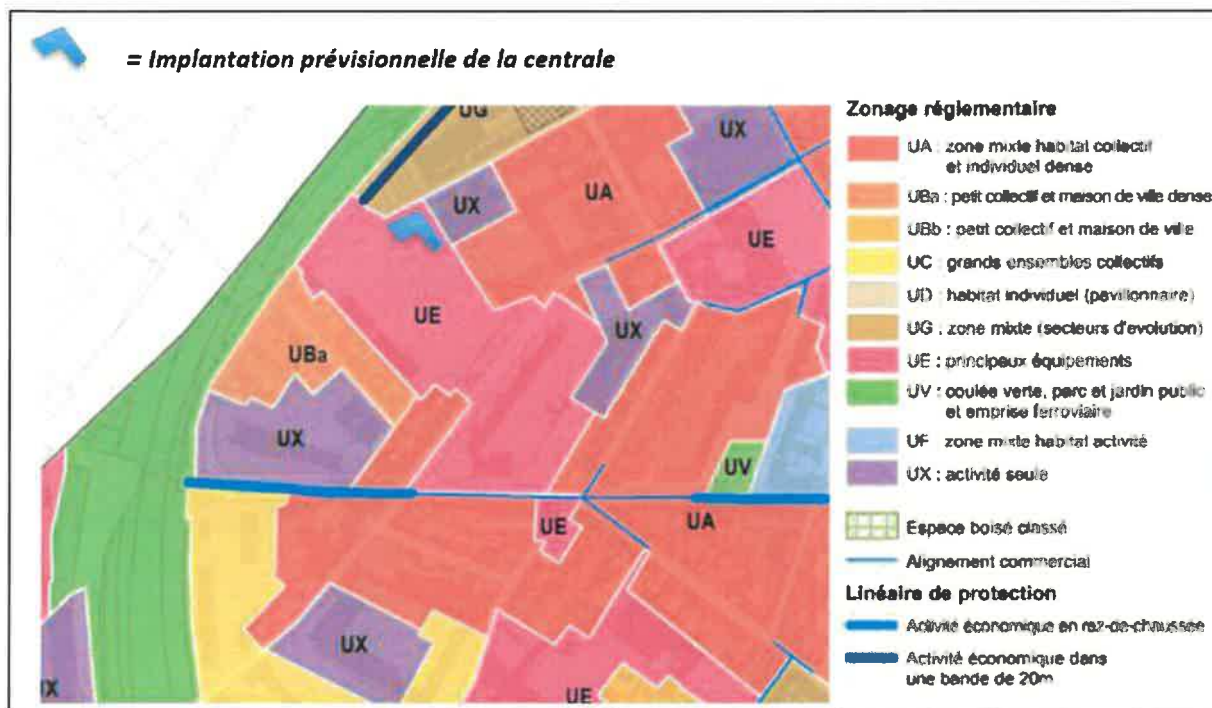 = Implantation prévisionnelle de la centrale
Zonage réglementaire
UA : zone mixte habitat collectif
et individuel dense
UBa : petit collectif et maison de ville dense
UBb : petit collectif et maison de ville
UC : grands ensembles collectifs
UD : habitat individuel (pavillonnaire)
UG : zone mixte (secteurs d'evolution)
UE : principaux équipements
UV : coulée verte, parc et jardin public
et emprise ferroviaire
UF : zone mixte habitat activité
UX : activité seule
Espace boisé classé
Alignement commercial
Linéaire de protection
Activité économique en rez-de-chaussée
Activité économique dans
une bande de 20m
UG
UX
UX
UA
UE
UE
UX
UBa
UX
UV
UA
UE
UX
UX
UE